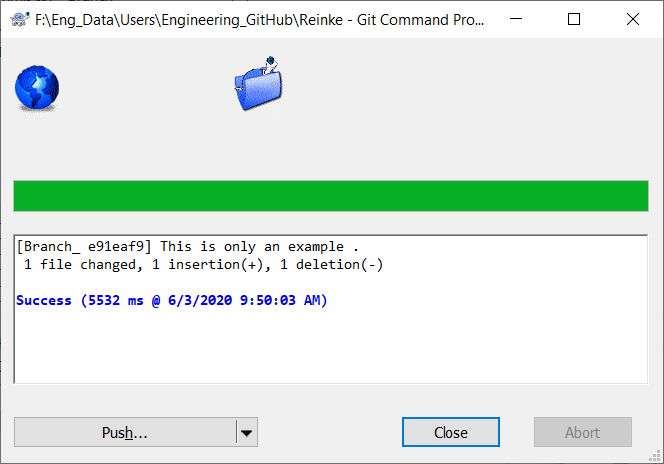 F:\Eng_Data\Users\Engineering_GitHub\Reinke - Git Command Pro...
[Branch_ e91eaf9] This is only an example .
1 file changed, 1 insertion(+), 1 deletion(-)
Success (5532 ms @ 6/3/2020 9:50:03 AM)
Push...
Close
Abort